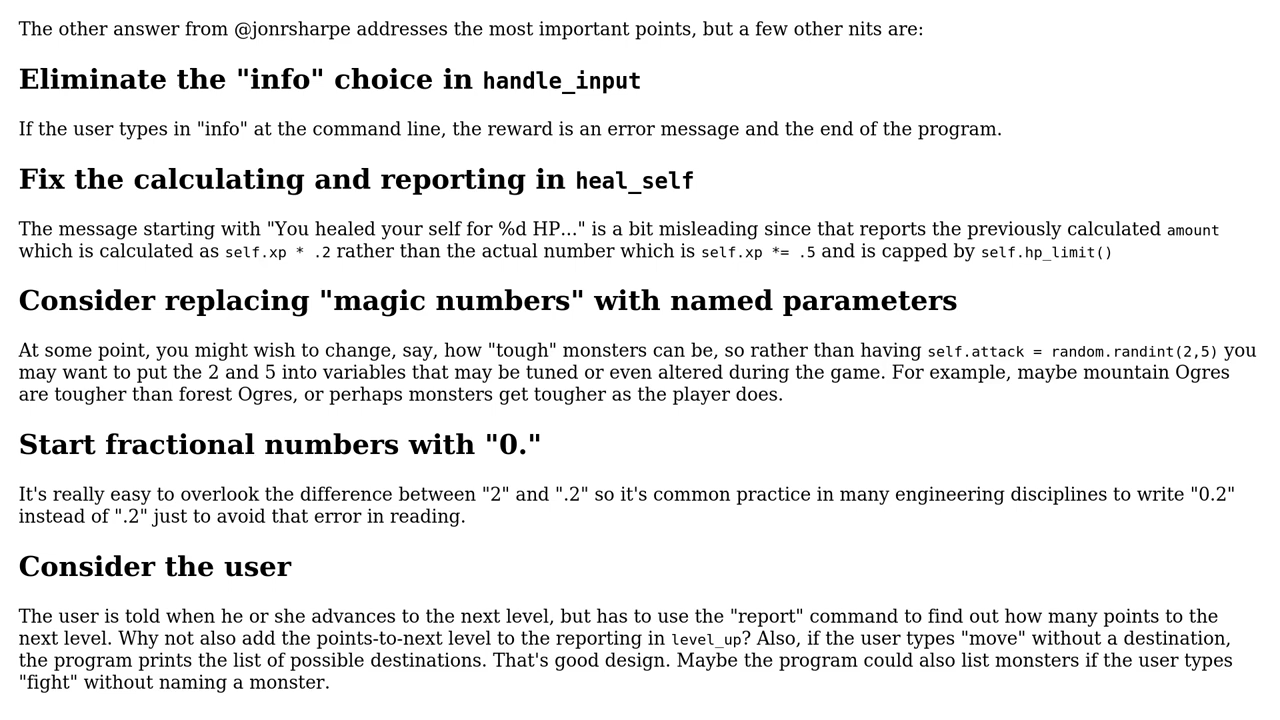 The other answer from @jonrsharpe addresses the most important points, but a few other nits are:
Eliminate the "info" choice in handle_input
If the user types in "info" at the command line, the reward is an error message and the end of the program.
Fix the calculating and reporting in heal_self
The message starting with "You healed your self for %d HP..." is a bit misleading since that reports the previously calculated amount
which is calculated as self.xp * .2 rather than the actual number which is self.xp *= .5 and is capped by self.hp_limit()
Consider replacing "magic numbers" with named parameters
At some point, you might wish to change, say, how "tough" monsters can be, so rather than having self.attack = random.randint(2,5) you
may want to put the 2 and 5 into variables that may be tuned or even altered during the game. For example, maybe mountain Ogres
are tougher than forest Ogres, or perhaps monsters get tougher as the player does.
Start fractional numbers with "0."
It's really easy to overlook the difference between "2" and ".2" so it's common practice in many engineering disciplines to write "0.2"
instead of ".2" just to avoid that error in reading.
Consider the user
The user is told when he or she advances to the next level, but has to use the "report" command to find out how many points to the
next level. Why not also add the points-to-next level to the reporting in level_up? Also, if the user types "move" without a destination,
the program prints the list of possible destinations. That's good design. Maybe the program could also list monsters if the user types
"fight" without naming a monster.